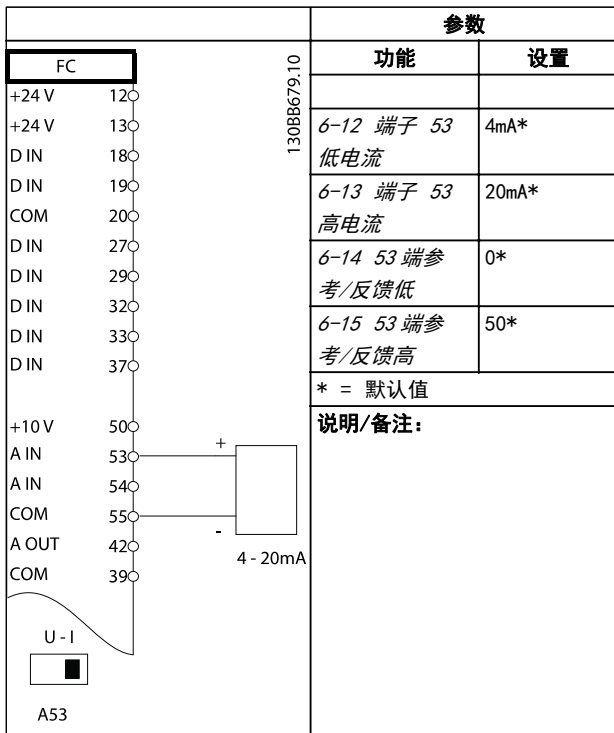 参数
功能 设置
FC
130BB679.10
+24 V 12
+24 V 13
D IN 18
D IN 19
COM 20
D IN 27
D IN 29
D IN 32
D IN 33
D IN 37
+10 V 50
A IN 53
A IN 54
COM 55
A OUT 42
COM 39
+
-
4 - 20mA
U - I
A53
6-12 端子 53 4mA*
低电流
6-13 端子 53 20mA*
高电流
6-14 53 端参 0*
考/反馈低
6-15 53 端参 50*
考/反馈高
* = 默认值
说明/备注：